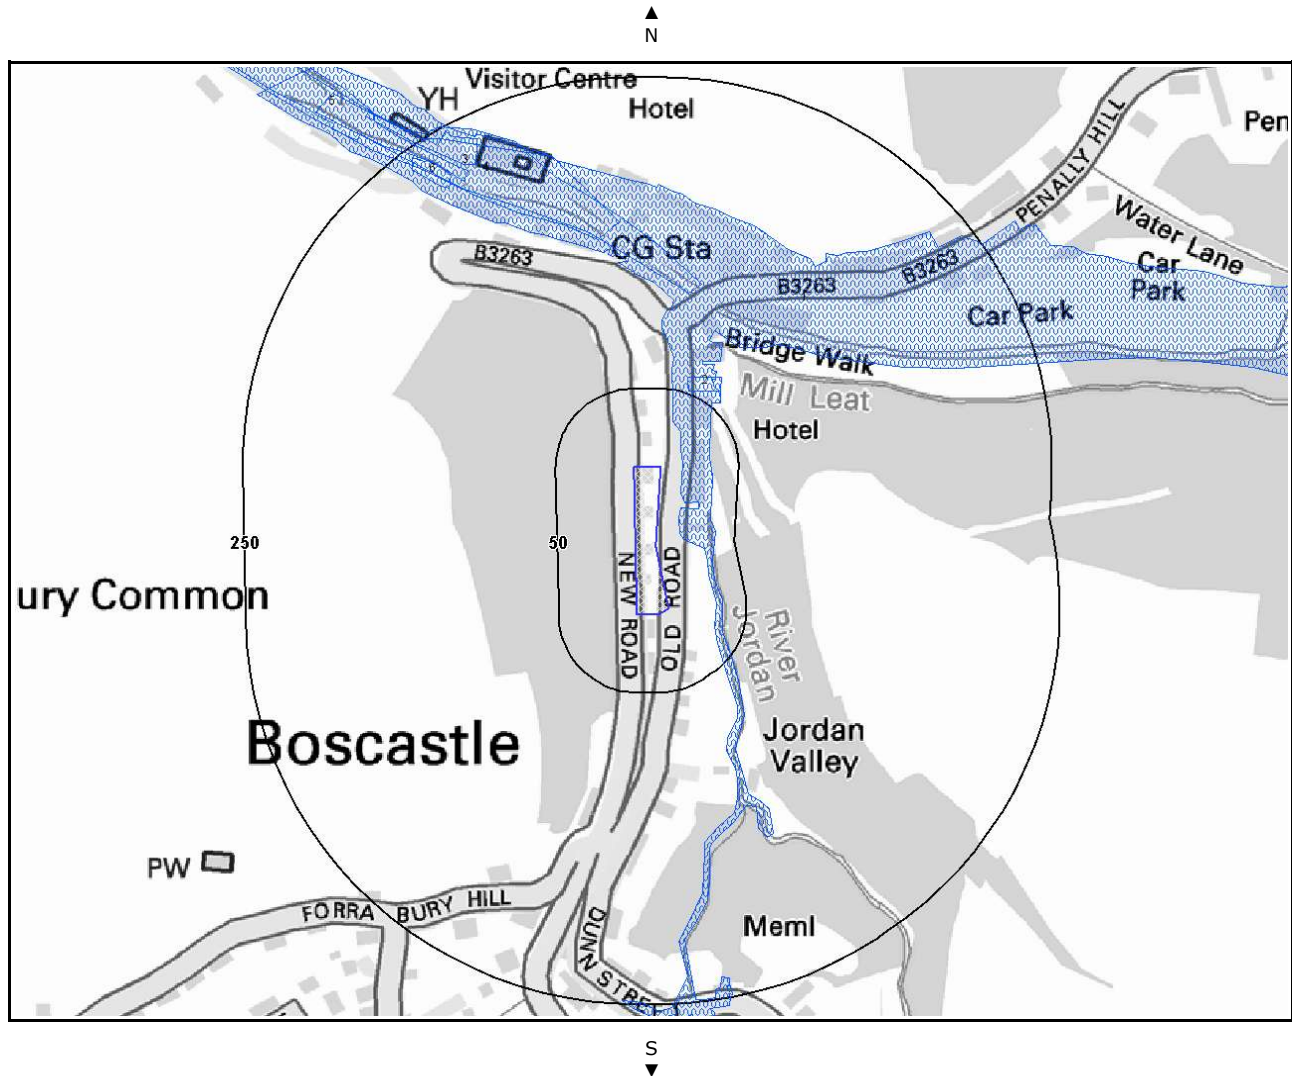 N
Visitor Centre
YH
Hotel
Pen
PENALLY HILL
Water Lane
CG Sta
B3263
B3263
B3263
Car
Park
Car Park
Bridge Walk
Mill Leat
Hotel
250
50
NEW ROAD
OLD ROAD
River
Jordan
ury Common
Boscastle
Jordan
Valley
PW
FORRA BURY HILL
DUNN STREET
Meml
S